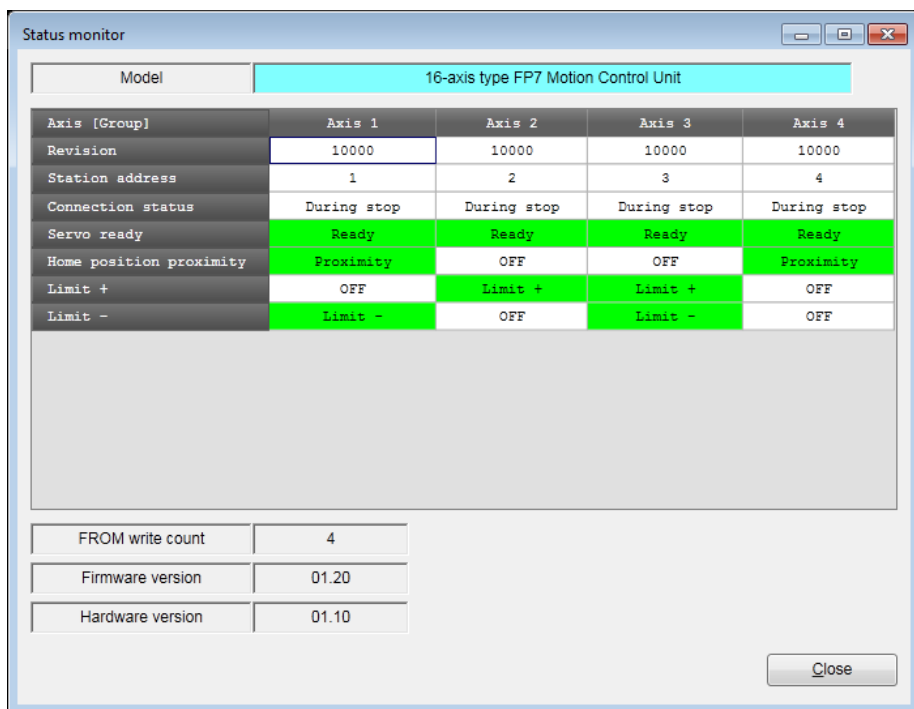 Status monitor
Model 16-axis type FP7 Motion Control Unit
Axis [Group] Axis 1 Axis 2 Axis 3 Axis 4
Revision 10000 10000 10000 10000
Station address 1 2 3 4
Connection status During stop During stop During stop During stop
Servo ready Ready Ready Ready Ready
Home position proximity Proximity OFF OFF Proximity
Limit + OFF Limit + Limit + OFF
Limit - Limit - OFF Limit - OFF
FROM write count 4
Firmware version 01.20
Hardware version 01.10
Close